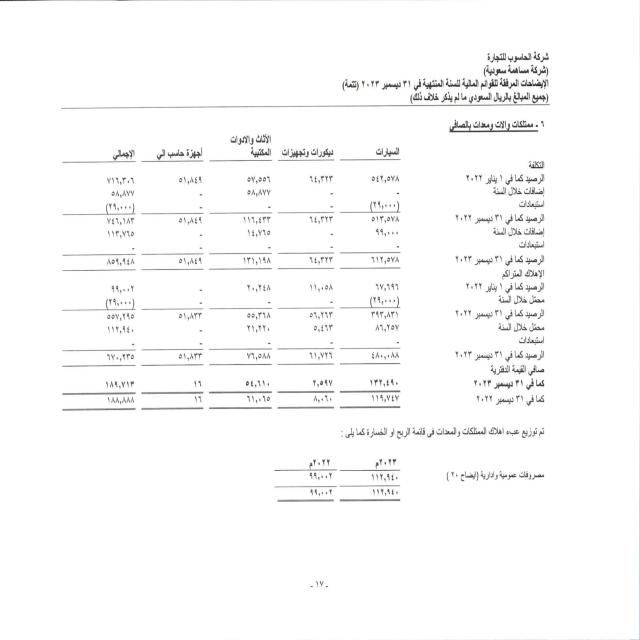 شركة الحاسوب للتجارة
(شركة مساهمة سعودية)
الإيضاحات المرفقة للقوائم المالية للسنة المنتهية في ٣١ ديسمبر ٢٠٢٣ (تتمة)
(جميع المبالغ بالريال السعودي ما لم يذكر خلاف ذلك)
٦ - ممتلكات والات ومعدات بالصافي
السيارات ديكورات وتجهيزات الأثاث والادوات المكتبية أجهزة حاسب الي الإجمالي
التكلفة
الرصيد كما في ١ يناير ٢٠٢٢ ٥٤٢,٥٧٨ ٦٤,٣٢٣ ٥٧,٥٥٦ ٥١,٨٤٩ ٧١٦,٣٠٦
إضافات خلال السنة - - ٥٨,٨٧٧ - ٥٨,٨٧٧
استبعادات (٢٩,٠٠٠) - - - (٢٩,٠٠٠)
الرصيد كما في ٣١ ديسمبر ٢٠٢٢ ٥١٣,٥٧٨ ٦٤,٣٢٣ ١١٦,٤٣٣ ٥١,٨٤٩ ٧٤٦,١٨٣
إضافات خلال السنة ٩٩,٠٠٠ - ١٤,٧٦٥ - ١١٣,٧٦٥
استبعادات - - - - -
الرصيد كما في ٣١ ديسمبر ٢٠٢٣ ٦١٢,٥٧٨ ٦٤,٣٢٣ ١٣١,١٩٨ ٥١,٨٤٩ ٨٥٩,٩٤٨
الإهلاك المتراكم
الرصيد كما في ١ يناير ٢٠٢٢ ٦٧,٦٩٦ ١١,٠٥٨ ٢٠,٢٤٨ - ٩٩,٠٠٢
محمّل خلال السنة (٢٩,٠٠٠) - - - (٢٩,٠٠٠)
الرصيد كما في ٣١ ديسمبر ٢٠٢٢ ٣٩٣,٨٣١ ٥٦,٢٦٣ ٥٥,٣٦٨ ٥١,٨٣٣ ٥٥٧,٢٩٥
محمّل خلال السنة ٨٦,٢٥٧ ٥,٤٦٣ ٢١,٢٢٠ - ١١٢,٩٤٠
استبعادات - - - - -
الرصيد كما في ٣١ ديسمبر ٢٠٢٣ ٤٨٠,٠٨٨ ٦١,٧٢٦ ٧٦,٥٨٨ ٥١,٨٣٣ ٦٧٠,٢٣٥
صافي القيمة الدفترية
كما في ٣١ ديسمبر ٢٠٢٣ ١٣٢,٤٩٠ ٢,٥٩٧ ٥٤,٦١٠ ١٦ ١٨٩,٧١٣
كما في ٣١ ديسمبر ٢٠٢٢ ١١٩,٧٤٧ ٨,٠٦٠ ٦١,٠٦٥ ١٦ ١٨٨,٨٨٨
تم توزيع عبء اهلاك الممتلكات والمعدات في قائمة الربح او الخسارة كما يلى :
٢٠٢٣م ٢٠٢٢م
مصروفات عمومية وادارية (ايضاح ٢٠) ١١٢,٩٤٠ ٩٩,٠٠٢
١١٢,٩٤٠ ٩٩,٠٠٢
- ١٧ -